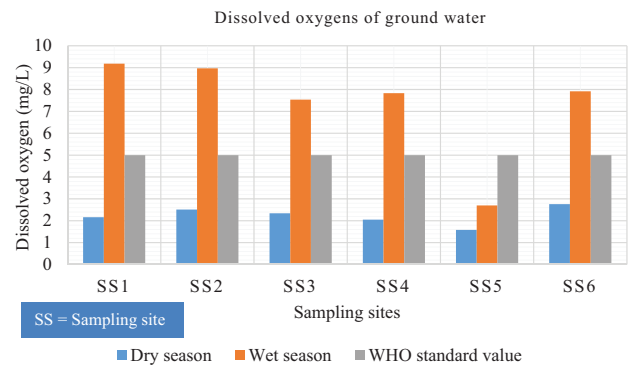 Dissolved oxygens of ground water
Dissolved oxygen (mg/L)
10
9
8
7
6
5
4
3
2
1
0
SS1 SS2 SS3 SS4 SS5 SS6
Sampling sites
SS = Sampling site
Dry season Wet season WHO standard value